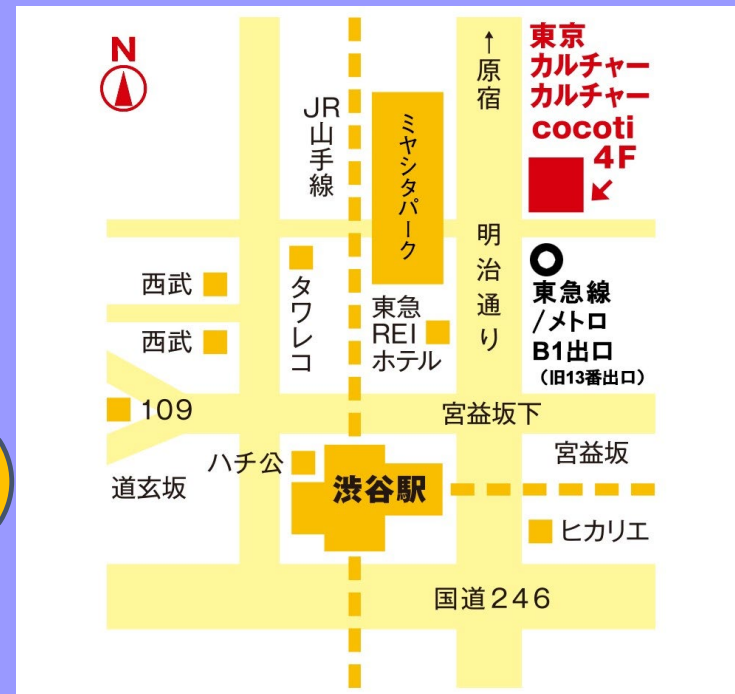 N
↑原宿
東京
カルチャー
カルチャー
cocoti
4F
JR山手線
ミヤシタパーク
明治通り
西武
西武
タワレコ
東急
REI
ホテル
東急線
/メトロ
B1出口
(旧13番出口)
109
宮益坂下
宮益坂
道玄坂
ハチ公
渋谷駅
ヒカリエ
国道246